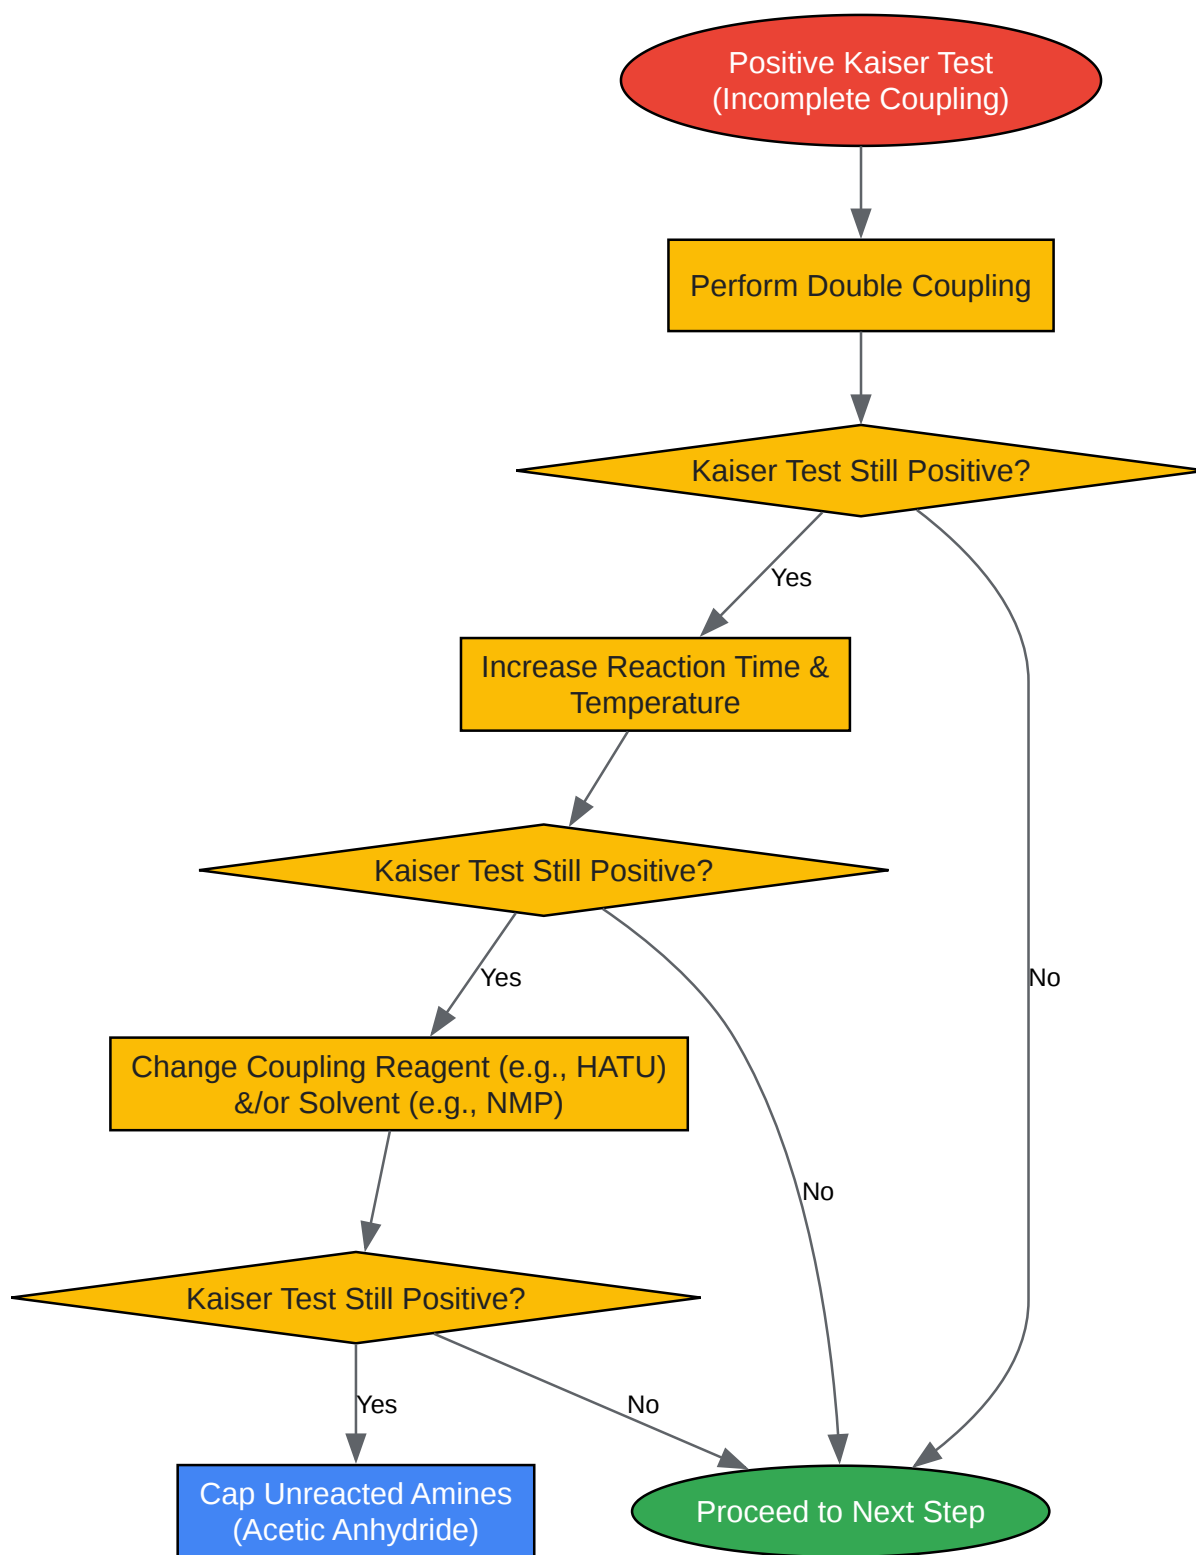 Positive Kaiser Test
(Incomplete Coupling)
Perform Double Coupling
Kaiser Test Still Positive?
Yes
Increase Reaction Time &
Temperature
Kaiser Test Still Positive?
Yes
No
Change Coupling Reagent (e.g., HATU)
&/or Solvent (e.g., NMP)
No
Kaiser Test Still Positive?
Yes
No
Cap Unreacted Amines
(Acetic Anhydride)
Proceed to Next Step